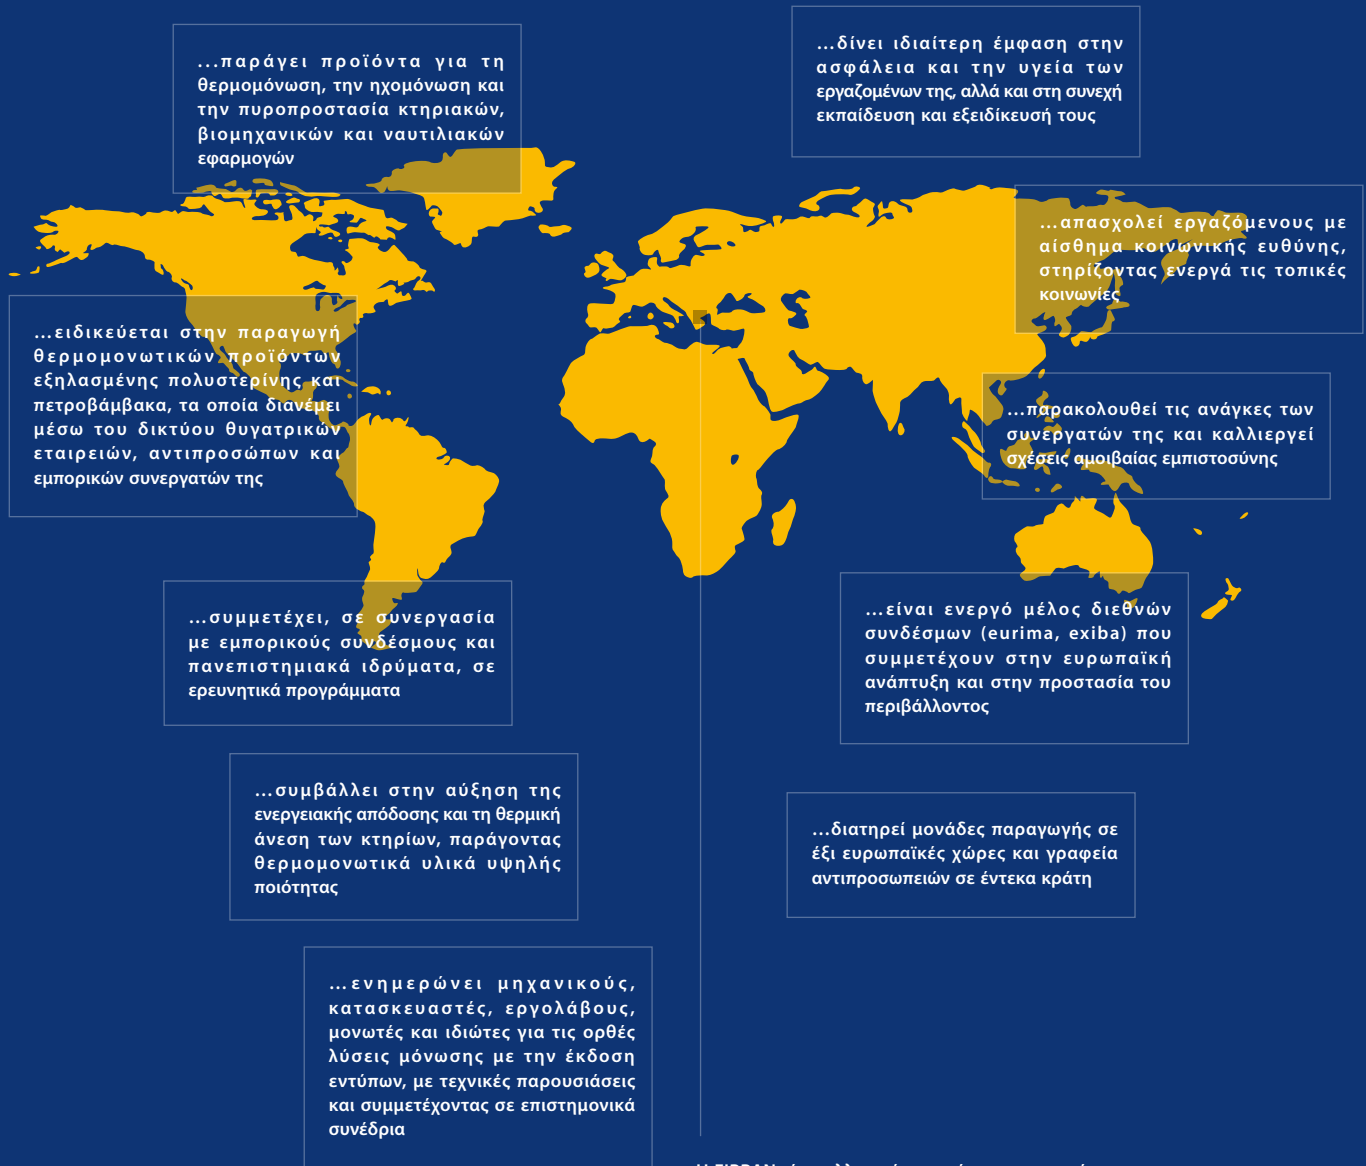 ...παράγει προϊόντα για τη
θερμομόνωση, την ηχομόνωση και
την πυροπροστασία κτηριακών,
βιομηχανικών και ναυτιλιακών
εφαρμογών
...δίνει ιδιαίτερη έμφαση στην
ασφάλεια και την υγεία των
εργαζομένων της, αλλά και στη συνεχή
εκπαίδευση και εξειδίκευσή τους
...απασχολεί εργαζόμενους με
αίσθημα κοινωνικής ευθύνης,
στηρίζοντας ενεργά τις τοπικές
κοινωνίες
...ειδικεύεται στην παραγωγή
θερμομονωτικών προϊόντων
εξηλασμένης πολυστερίνης και
πετροβάμβακα, τα οποία διανέμει
μέσω του δικτύου θυγατρικών
εταιρειών, αντιπροσώπων και
εμπορικών συνεργατών της
...παρακολουθεί τις ανάγκες των
συνεργατών της και καλλιεργεί
σχέσεις αμοιβαίας εμπιστοσύνης
...συμμετέχει, σε συνεργασία
με εμπορικούς συνδέσμους και
πανεπιστημιακά ιδρύματα, σε
ερευνητικά προγράμματα
...είναι ενεργό μέλος διεθνών
συνδέσμων (eurima, exiba) που
συμμετέχουν στην ευρωπαϊκή
ανάπτυξη και στην προστασία του
περιβάλλοντος
...συμβάλλει στην αύξηση της
ενεργειακής απόδοσης και τη θερμική
άνεση των κτηρίων, παράγοντας
θερμομονωτικά υλικά υψηλής
ποιότητας
...διατηρεί μονάδες παραγωγής σε
έξι ευρωπαϊκές χώρες και γραφεία
αντιπροσωπειών σε έντεκα κράτη
...ενημερώνει μηχανικούς,
κατασκευαστές, εργολάβους,
μονωτές και ιδιώτες για τις ορθές
λύσεις μόνωσης με την έκδοση
εντύπων, με τεχνικές παρουσιάσεις
και συμμετέχοντας σε επιστημονικά
συνέδρια